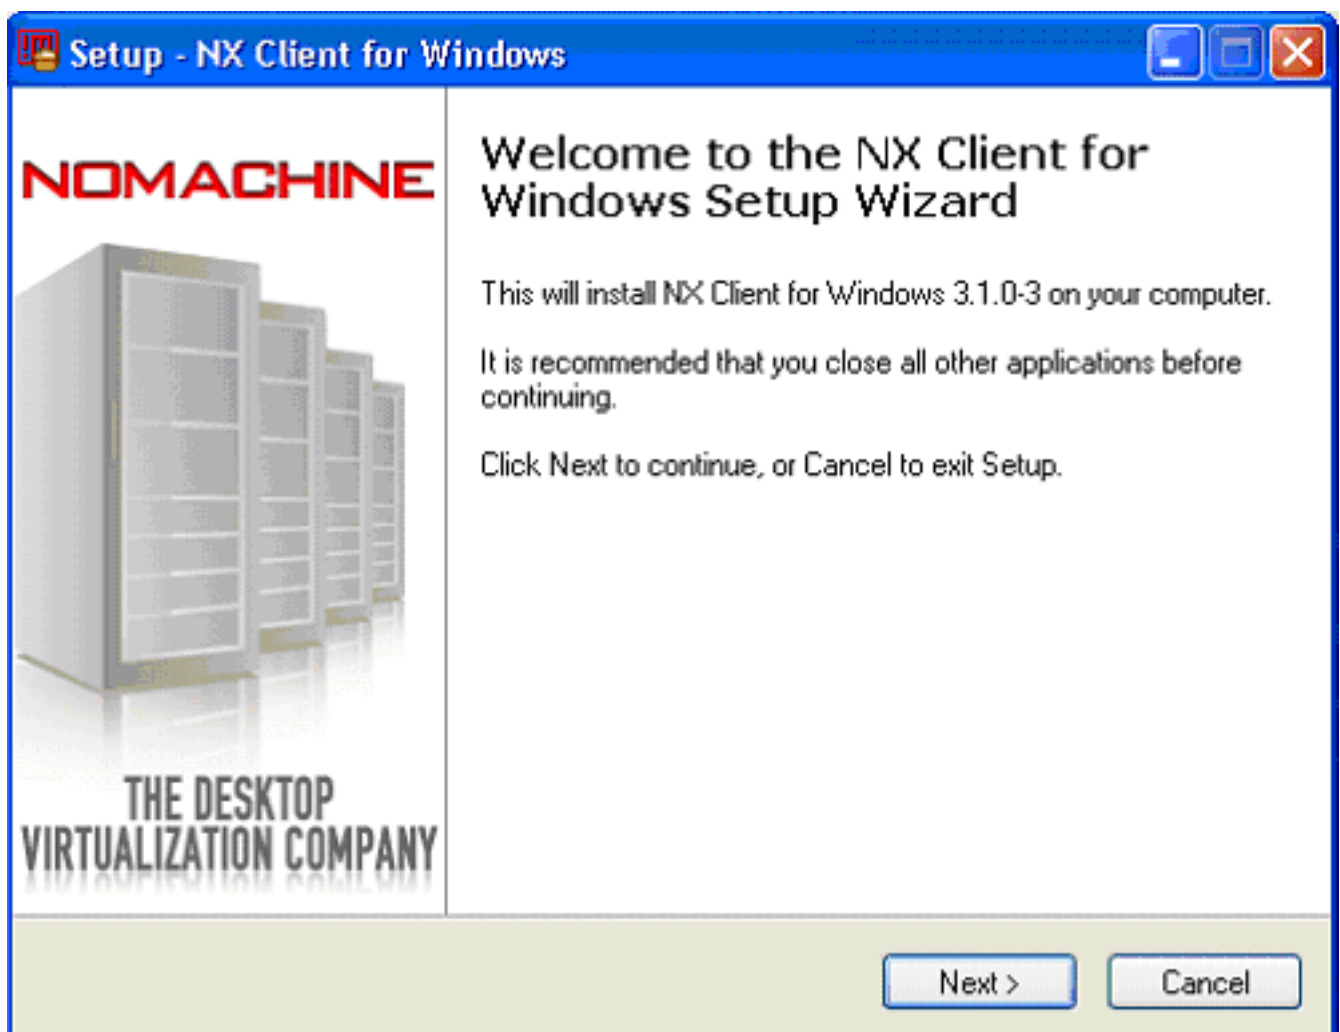 Setup - NX Client for Windows
NOMACHINE
THE DESKTOP
VIRTUALIZATION COMPANY
Welcome to the NX Client for
Windows Setup Wizard
This will install NX Client for Windows 3.1.0-3 on your computer.
It is recommended that you close all other applications before
continuing.
Click Next to continue, or Cancel to exit Setup.
Next >
Cancel